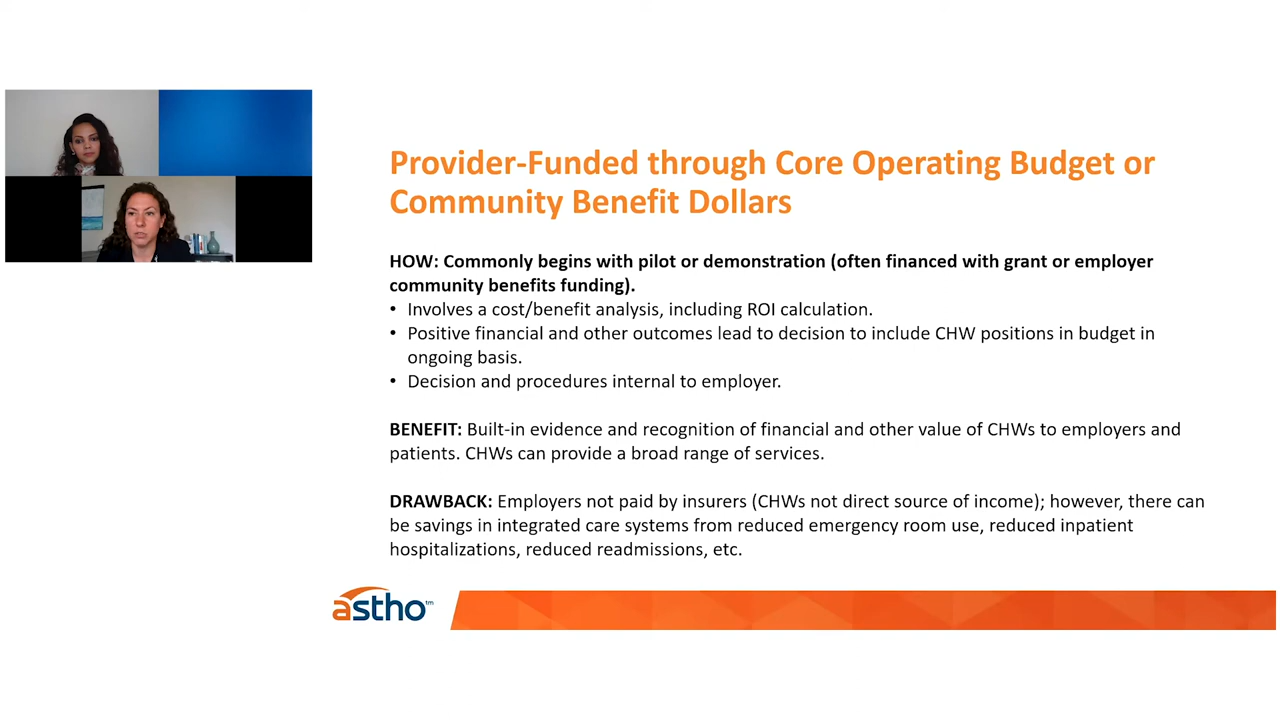 Provider-Funded through Core Operating Budget or
Community Benefit Dollars
HOW: Commonly begins with pilot or demonstration (often financed with grant or employer
community benefits funding).
• Involves a cost/benefit analysis, including ROI calculation.
• Positive financial and other outcomes lead to decision to include CHW positions in budget in
ongoing basis.
• Decision and procedures internal to employer.
BENEFIT: Built-in evidence and recognition of financial and other value of CHWs to employers and
patients. CHWs can provide a broad range of services.
DRAWBACK: Employers not paid by insurers (CHWs not direct source of income); however, there can
be savings in integrated care systems from reduced emergency room use, reduced inpatient
hospitalizations, reduced readmissions, etc.
astho™